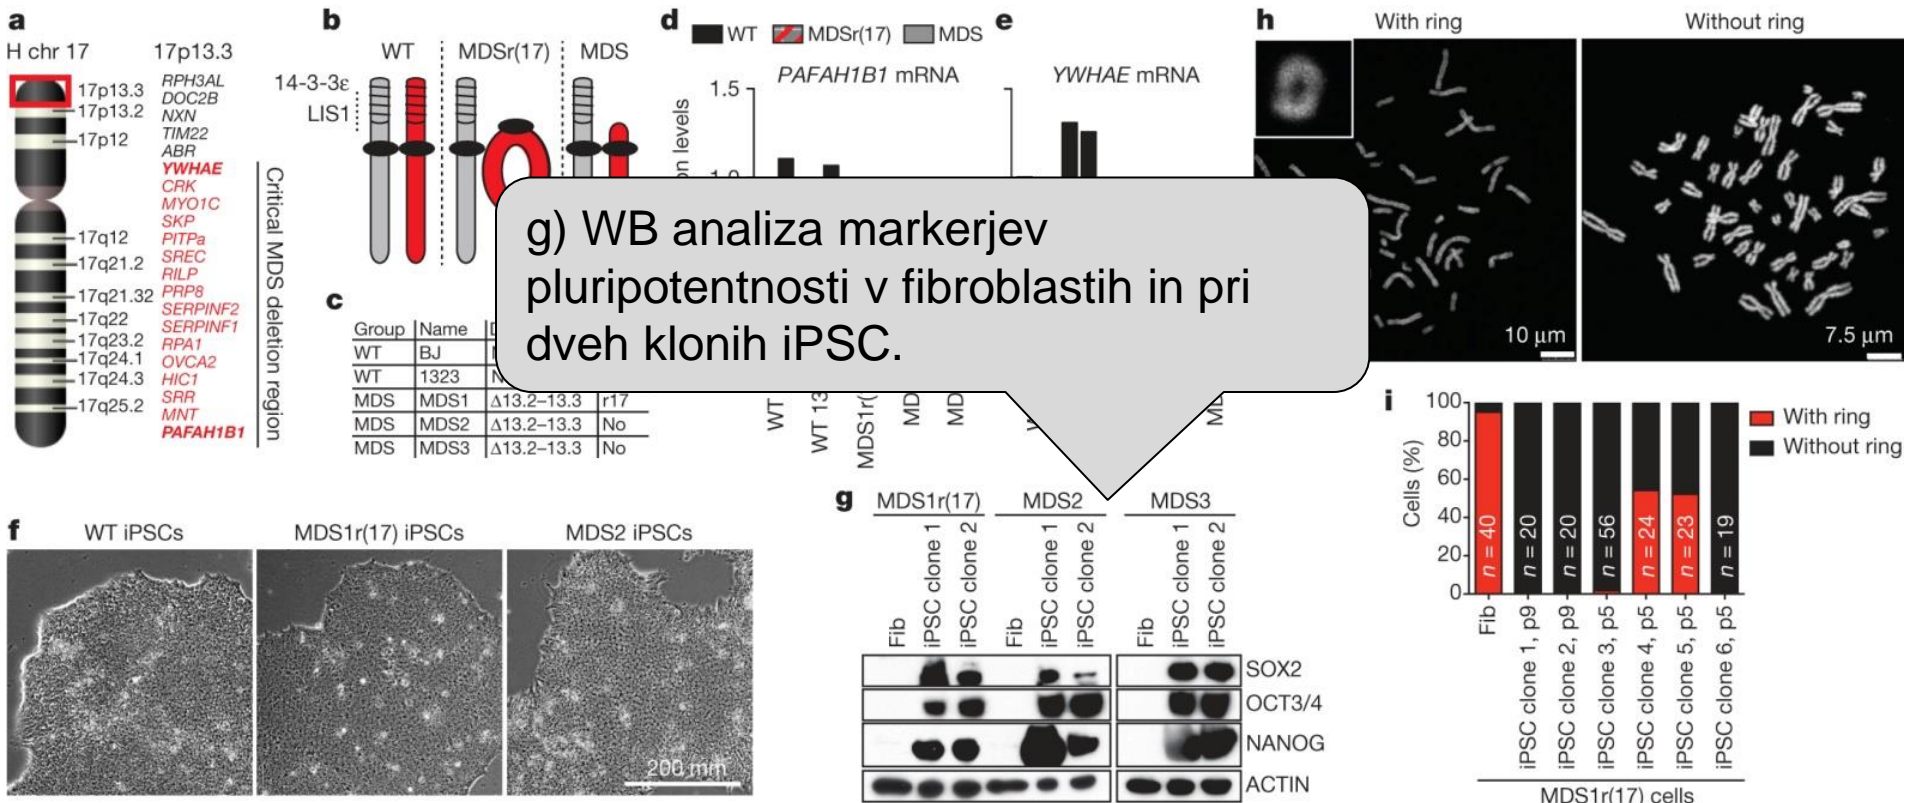 a
H chr 17
17p13.3
17p13.3
17p13.2
17p12
17q12
17q21.2
17q21.32
17q22
17q23.2
17q24.1
17q24.3
17q25.2
RPH3AL
DOC2B
NXN
TIM22
ABR
YWHAE
CRK
MYO1C
SKP
PITPa
SREC
RILP
PRP8
SERPINF2
SERPINF1
RPA1
OVCA2
HIC1
SRR
MNT
PAFAH1B1
Critical MDS deletion region
b
WT
MDSr(17)
MDS
14-3-3ε
LIS1
c
Group Name
WT BJ
WT 1323
MDS MDS1 Δ13.2–13.3 r17
MDS MDS2 Δ13.2–13.3 No
MDS MDS3 Δ13.2–13.3 No
d
WT MDSr(17) MDS
PAFAH1B1 mRNA
1.5
levels
WT
WT 13
MDS1r(
MD
MD
e
YWHAE mRNA
g) WB analiza markerjev
pluripotentnosti v fibroblastih in pri
dveh klonih iPSC.
f
WT iPSCs
MDS1r(17) iPSCs
MDS2 iPSCs
200 mm
g
MDS1r(17)
MDS2
MDS3
Fib
iPSC clone 1
iPSC clone 2
Fib
iPSC clone 1
iPSC clone 2
Fib
iPSC clone 1
iPSC clone 2
SOX2
OCT3/4
NANOG
ACTIN
h
With ring
Without ring
10 µm
7.5 µm
i
Cells (%)
100
80
60
40
20
0
n = 40
n = 20
n = 20
n = 56
n = 24
n = 23
n = 19
With ring
Without ring
Fib
iPSC clone 1, p9
iPSC clone 2, p9
iPSC clone 3, p5
iPSC clone 4, p5
iPSC clone 5, p5
iPSC clone 6, p5
MDS1r(17) cells